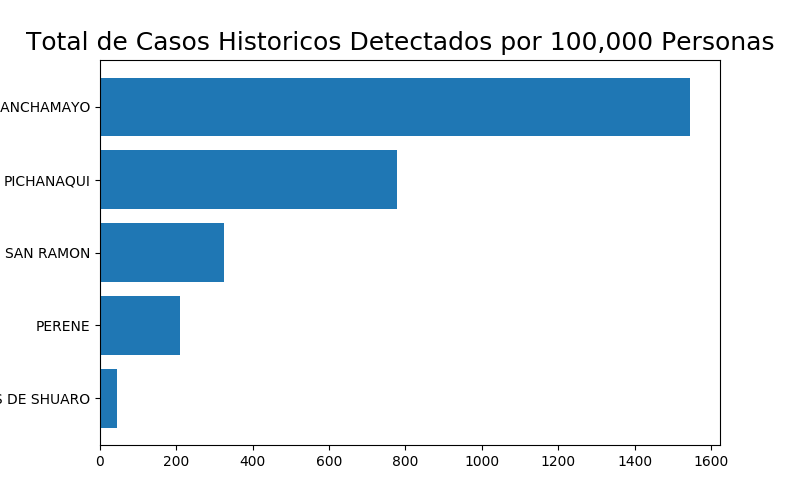 Total de Casos Historicos Detectados por 100,000 Personas
ANCHAMAYO
PICHANAQUI
SAN RAMON
PERENE
S DE SHUARO
0 200 400 600 800 1000 1200 1400 1600